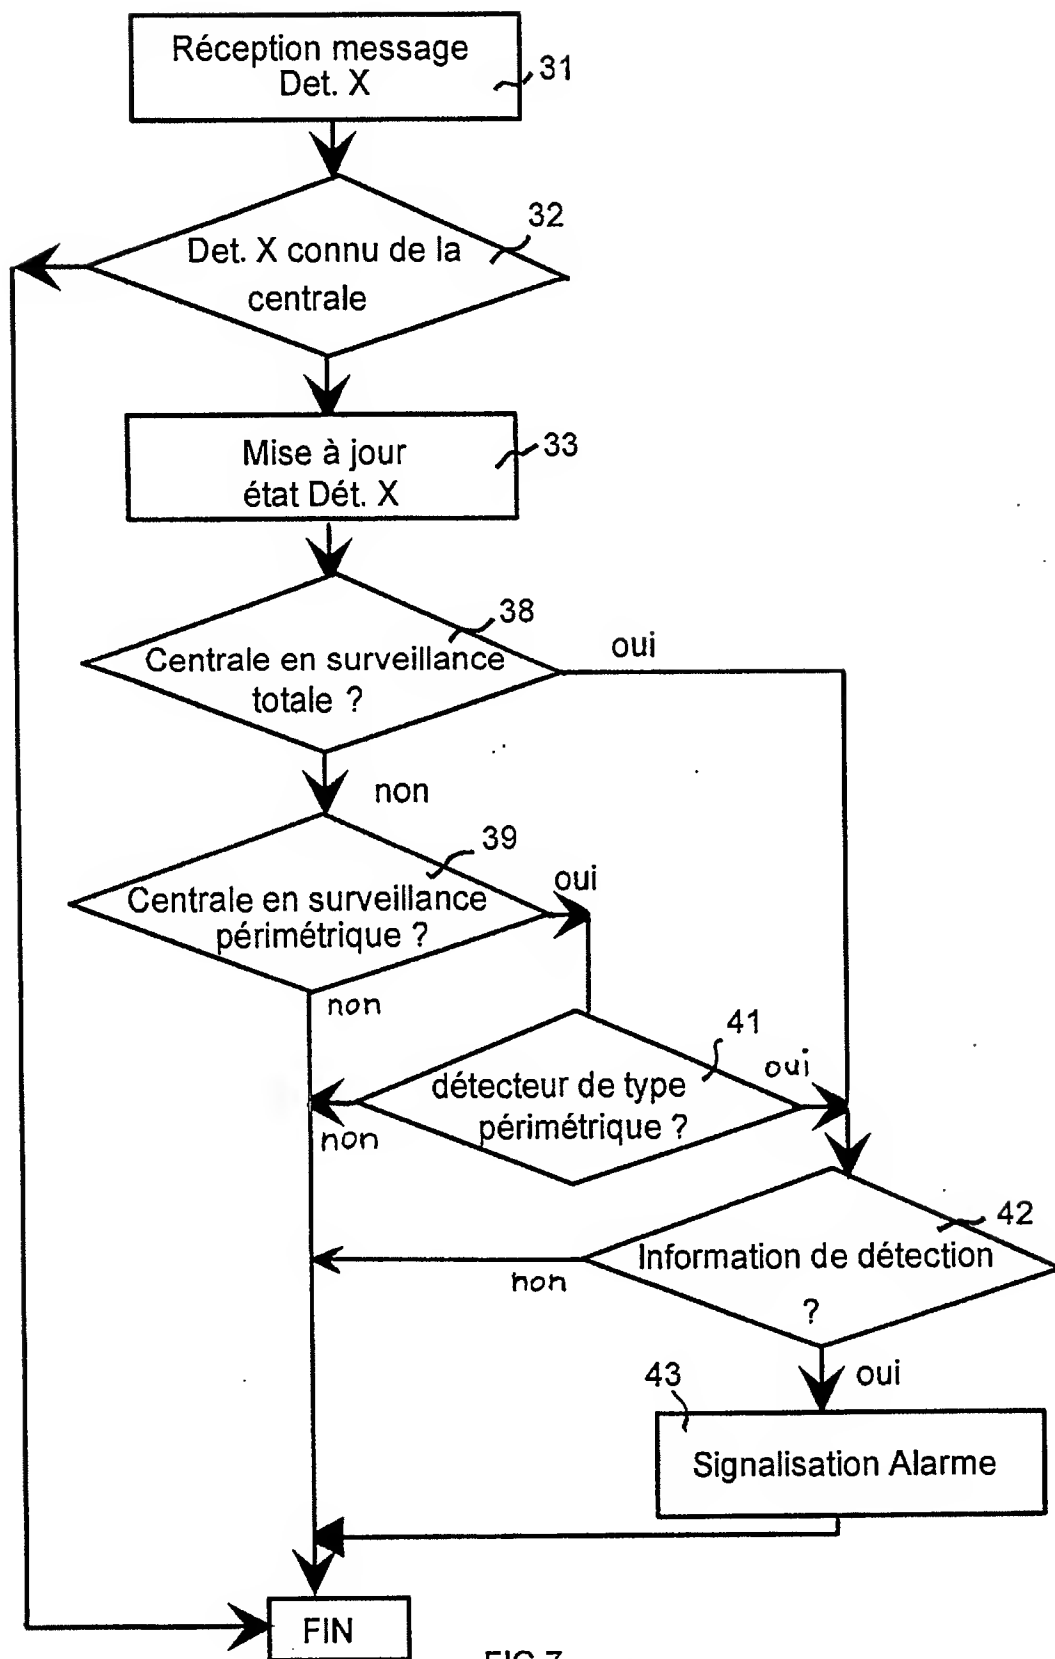 Réception message
Det. X
31
32
Det. X connu de la
centrale
33
Mise à jour
état Dét. X
38
oui
Centrale en surveillance
totale ?
non
39
oui
Centrale en surveillance
périmétrique ?
non
41
oui
détecteur de type
périmétrique ?
non
42
Information de détection
?
non
oui
43
Signalisation Alarme
FIN